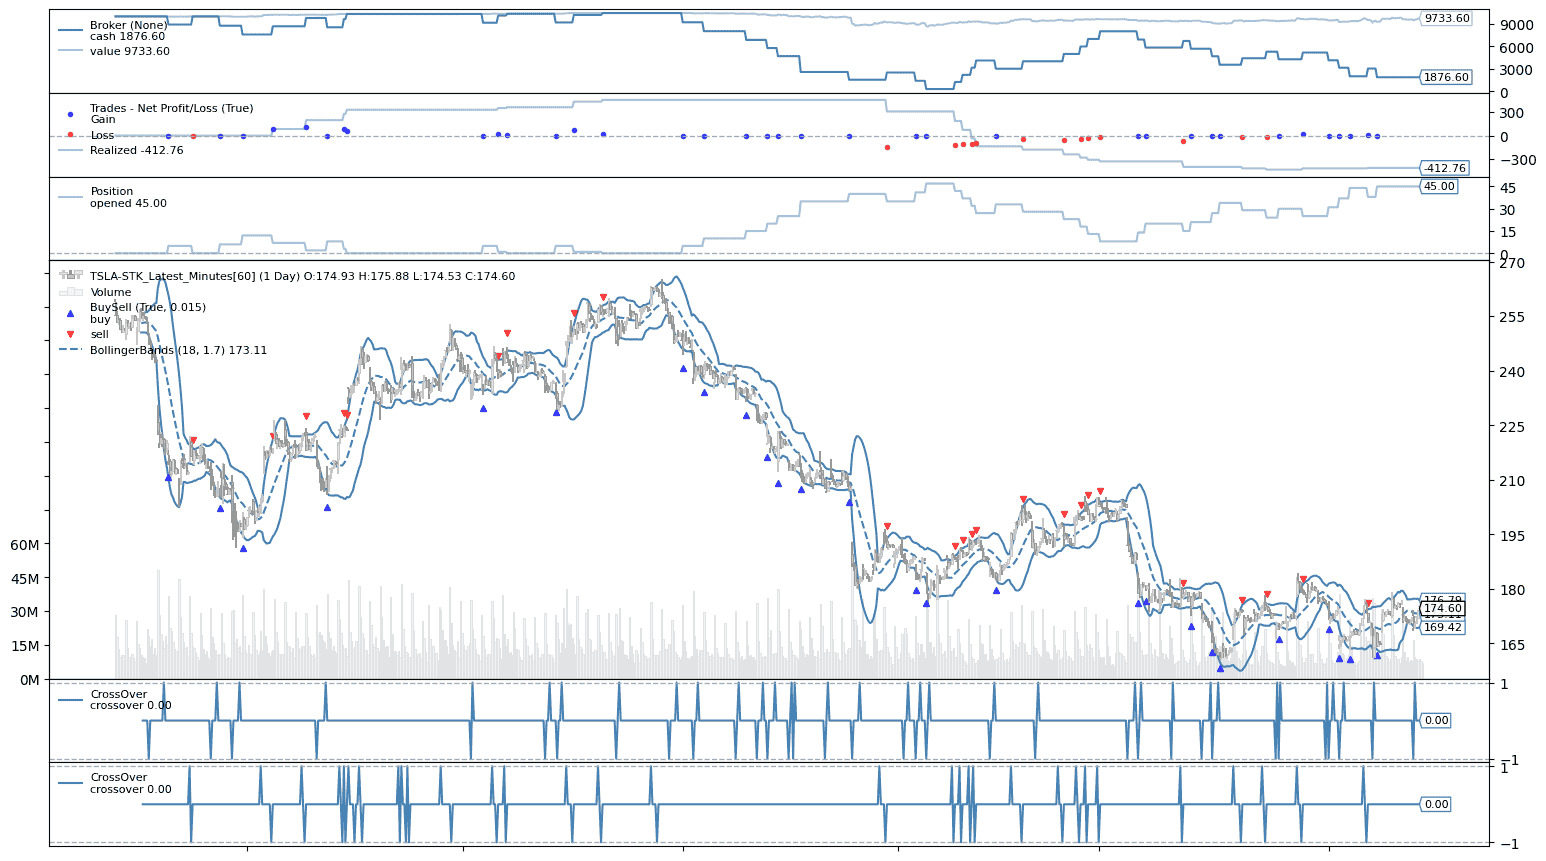 Broker (None)
cash 1876.60
value 9733.60
9733.60
9000
6000
3000
1876.60
0
Trades - Net Profit/Loss (True)
Gain
Loss
Realized -412.76
300
0
−300
-412.76
Position
opened 45.00
45.00
45
30
15
0
TSLA-STK_Latest_Minutes[60] (1 Day) O:174.93 H:175.88 L:174.53 C:174.60
Volume
BuySell (True, 0.015)
buy
sell
BollingerBands (18, 1.7) 173.11
270
255
240
225
210
195
180
165
60M
45M
30M
15M
0M
176.79
174.60
173.11
169.42
CrossOver
crossover 0.00
1
0.00
−1
CrossOver
crossover 0.00
1
0.00
−1